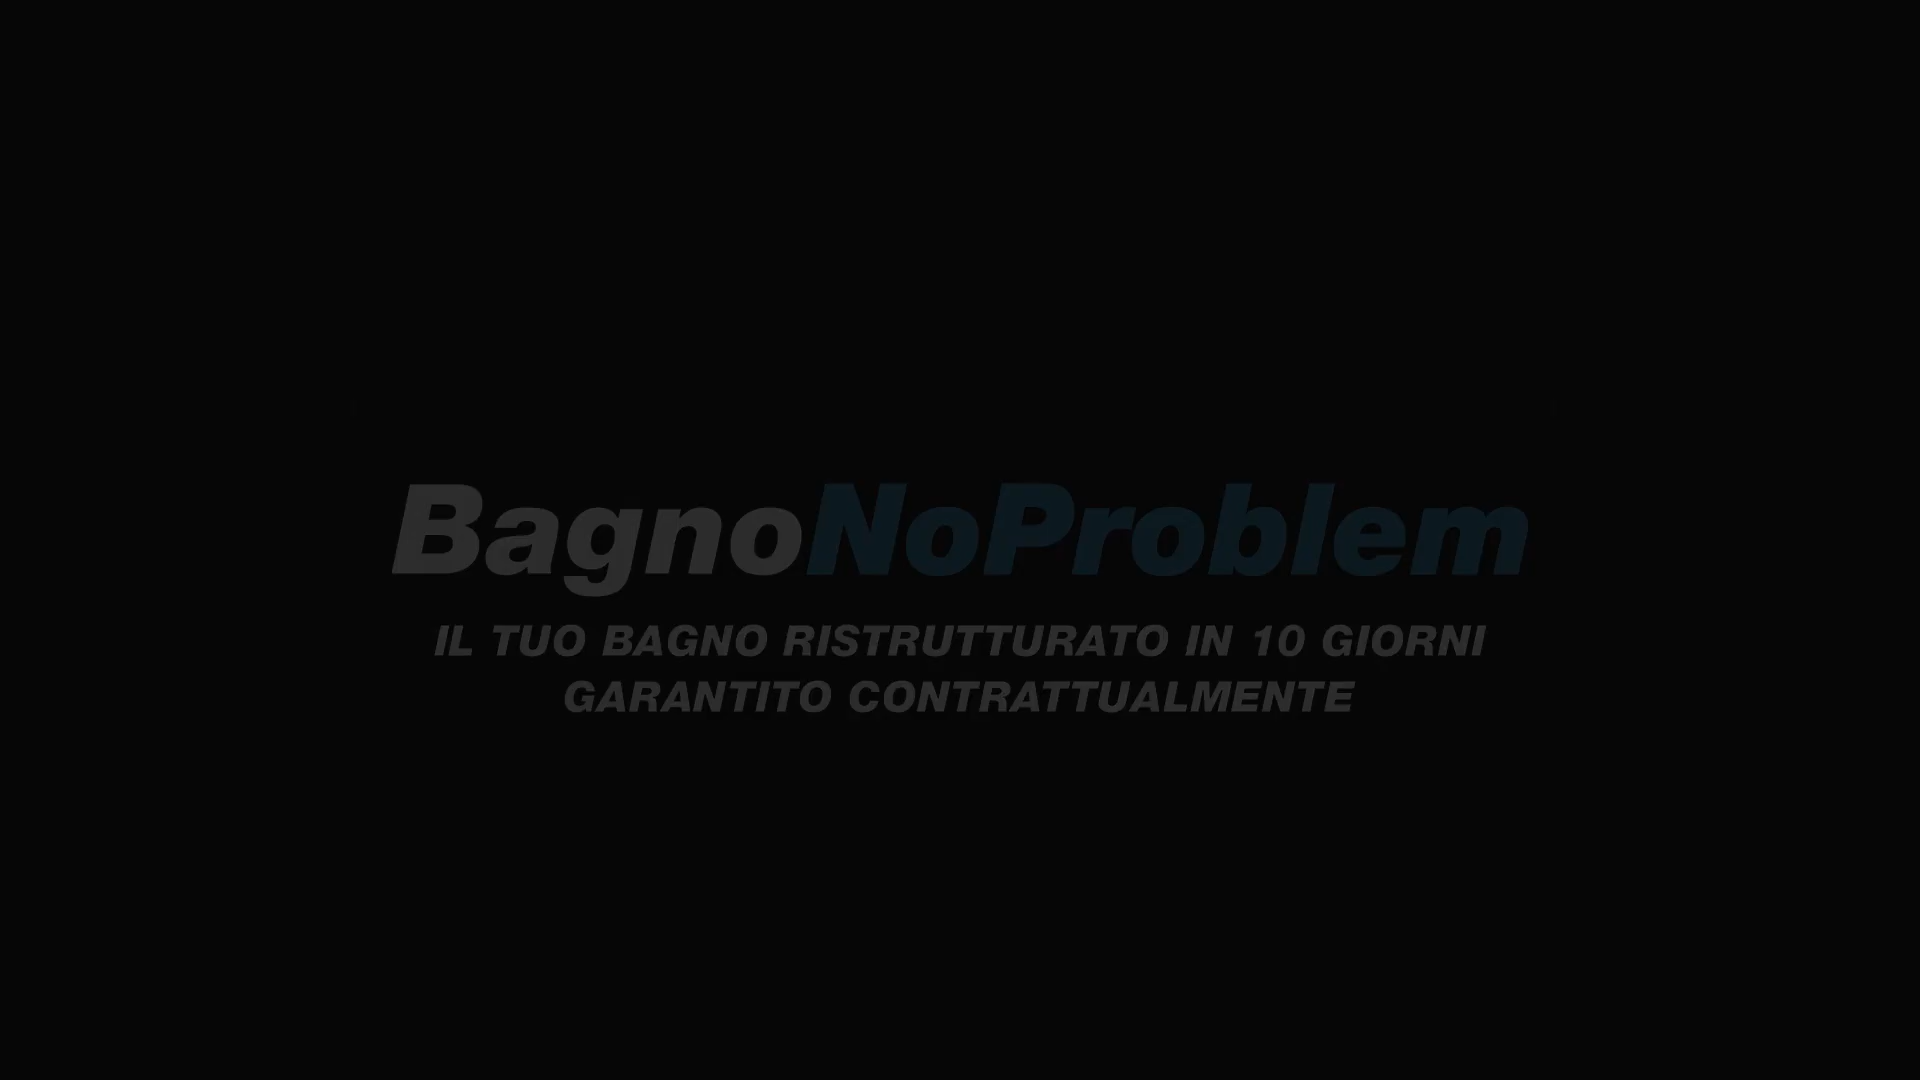 BagnoNoProblem
IL TUO BAGNO RISTRUTTURATO IN 10 GIORNI
GARANTITO CONTRATTUALMENTE